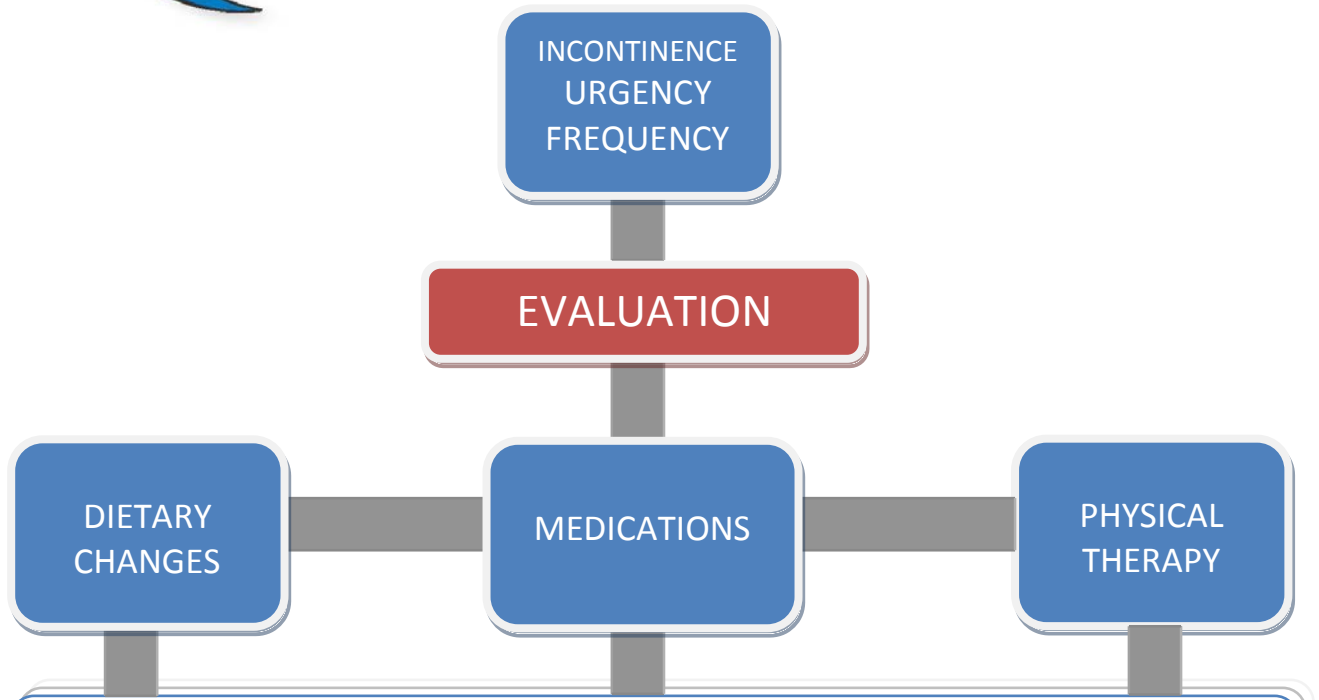 INCONTINENCE
URGENCY
FREQUENCY
EVALUATION
DIETARY
CHANGES
MEDICATIONS
PHYSICAL
THERAPY